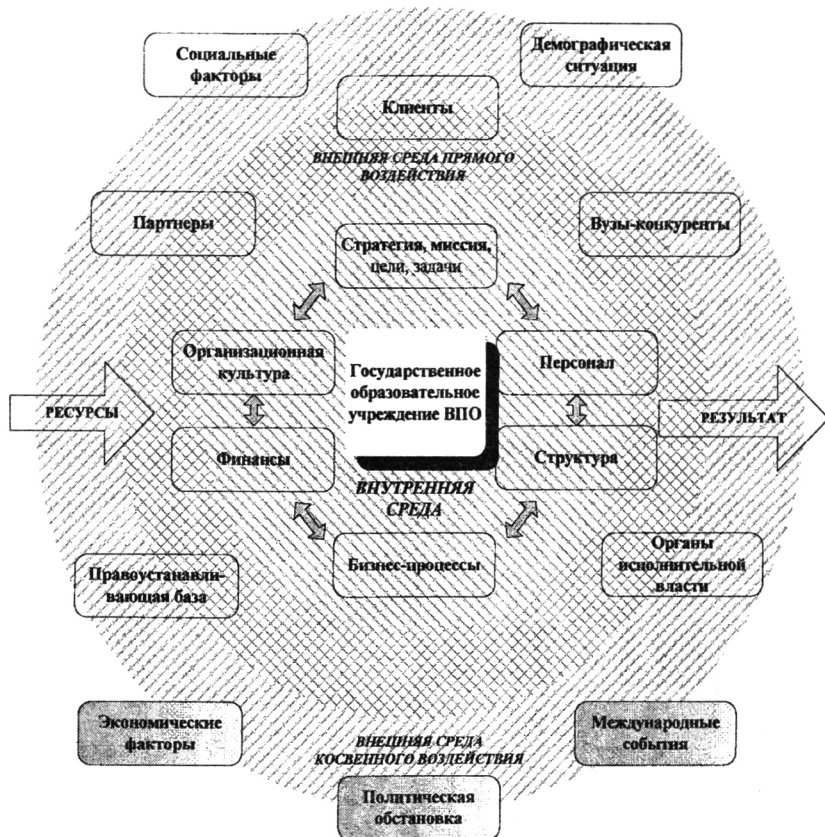 Социальные
факторы
Демографическая
ситуация
Клиенты
ВНЕШНЯЯ СРЕДА ПРЯМОГО
ВОЗДЕЙСТВИЯ
Партнеры
Вузы-конкуренты
Стратегия, миссия,
цели, задачи
Организационная
культура
Государственное
образовательное
учреждение ВПО
Персонал
РЕСУРСЫ
РЕЗУЛЬТАТ
Финансы
Структура
ВНУТРЕННЯЯ
СРЕДА
Бизнес-процессы
Правоустанавли-
вающая база
Органы
исполнительной
власти
Экономические
факторы
Международные
события
ВНЕШНЯЯ СРЕДА
КОСВЕННОГО ВОЗДЕЙСТВИЯ
Политическая
обстановка